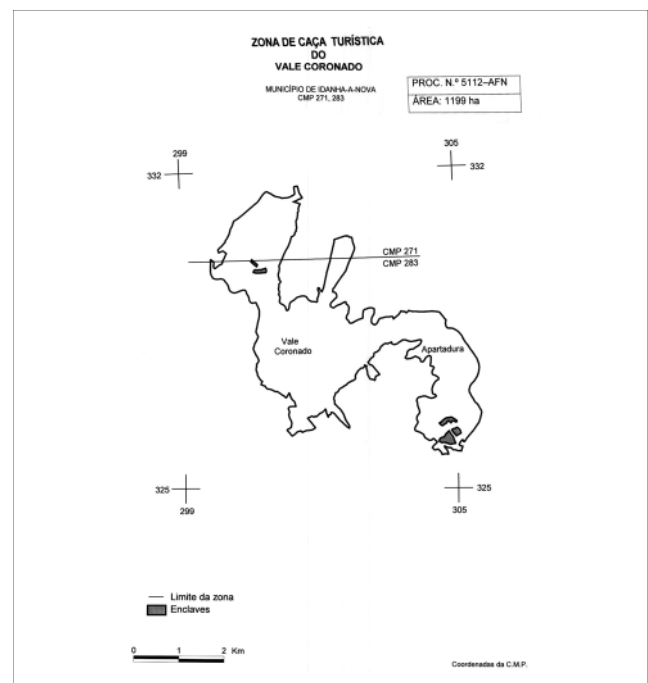 ZONA DE CAÇA TURÍSTICA
DO
VALE CORONADO
MUNICÍPIO DE IDANHA-A-NOVA
CMP 271, 283
PROC. N.º 5112–AFN
ÁREA: 1199 ha
299
332
305
332
CMP 271
CMP 283
Vale
Coronado
Apartadura
325
299
325
305
Limite da zona
Enclaves
0 1 2 Km
Coordenadas da C.M.P.